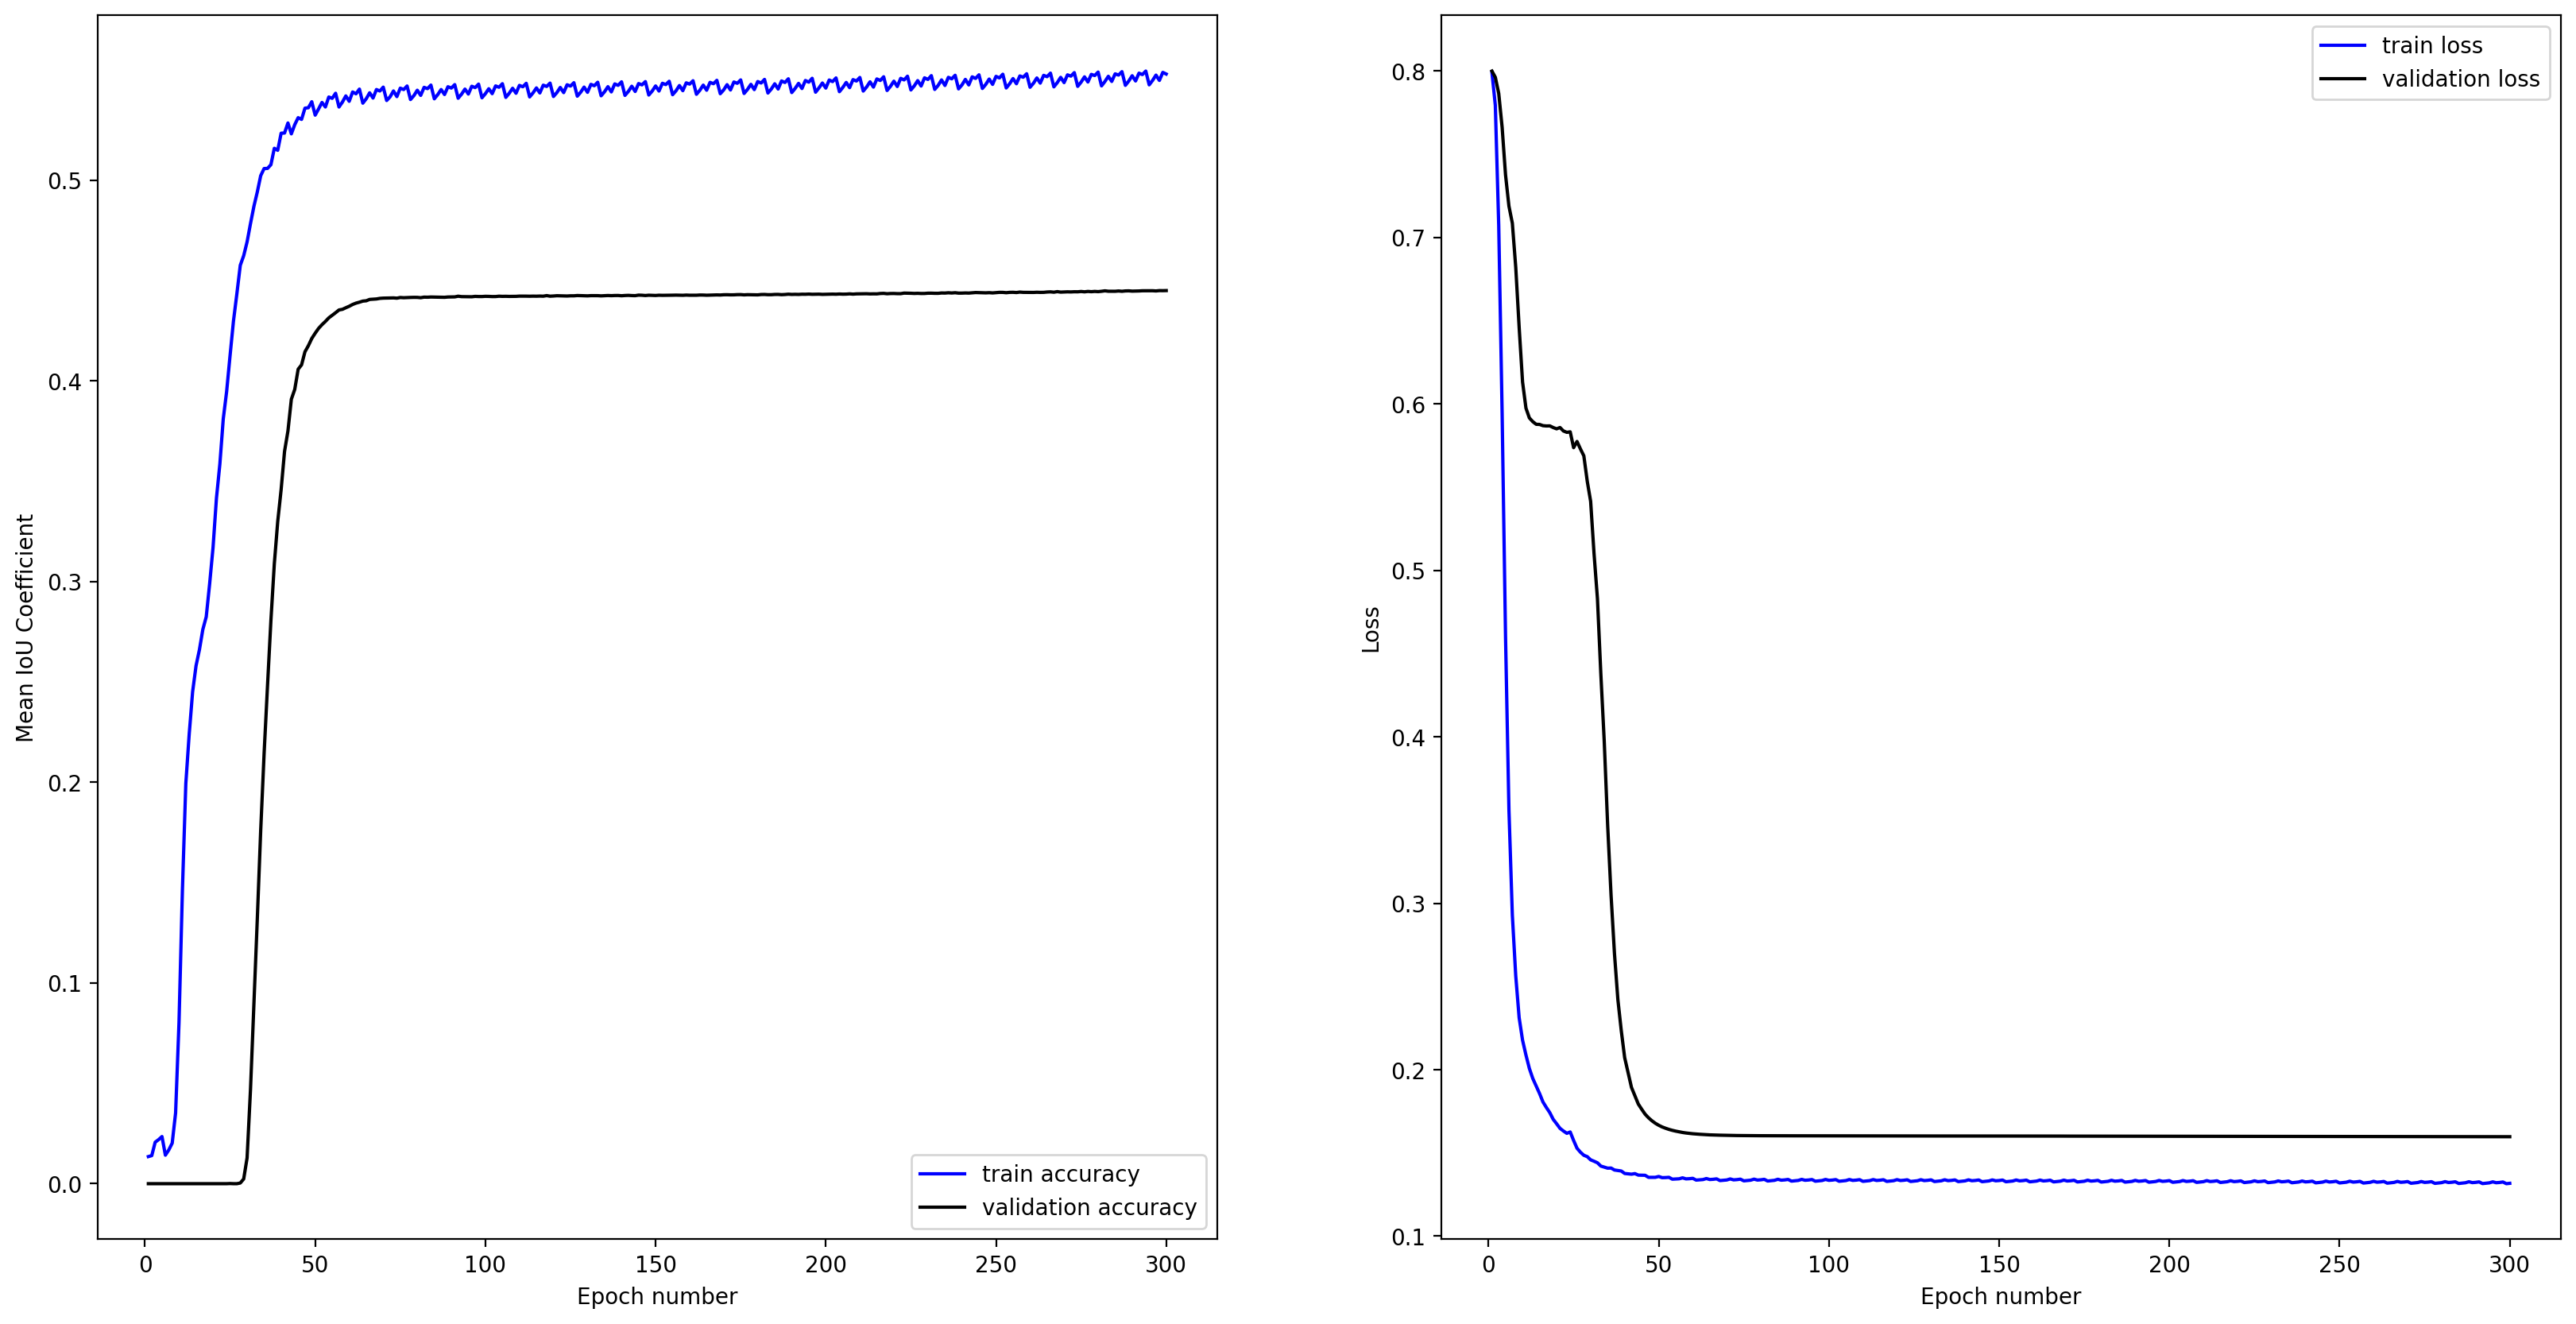 Mean IoU Coefficient
0.5
0.4
0.3
0.2
0.1
0.0
train accuracy
validation accuracy
0 50 100 150 200 250 300
Epoch number
Loss
0.8
0.7
0.6
0.5
0.4
0.3
0.2
0.1
train loss
validation loss
0 50 100 150 200 250 300
Epoch number